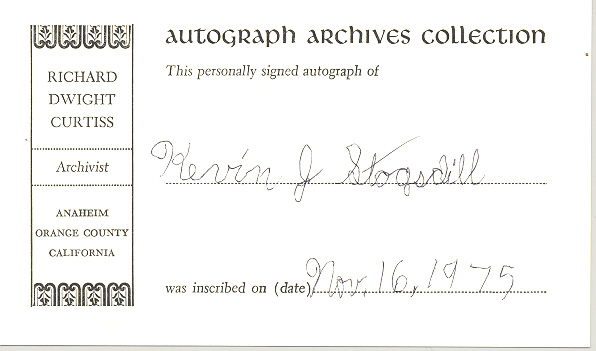 AUTOGRAPH ARCHIVES COLLECTION
This personally signed autograph of
Kevin J Stogsdill
was inscribed on (date) Nov. 16, 1975
RICHARD
DWIGHT
CURTISS
Archivist
ANAHEIM
ORANGE COUNTY
CALIFORNIA